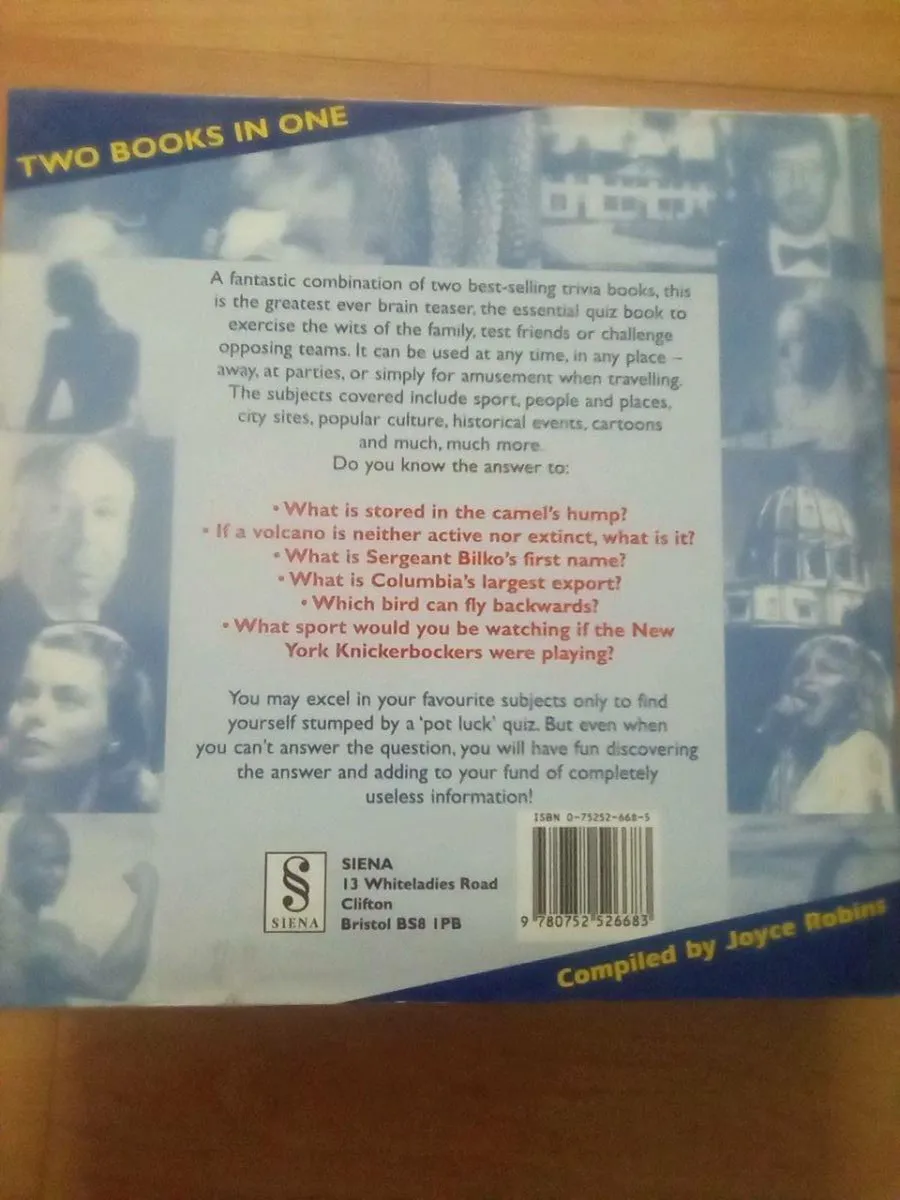 TWO BOOKS IN ONE
A fantastic combination of two best-selling trivia books, this
is the greatest ever brain teaser, the essential quiz book to
exercise the wits of the family, test friends or challenge
opposing teams. It can be used at any time, in any place –
away, at parties, or simply for amusement when travelling.
The subjects covered include sport, people and places,
city sites, popular culture, historical events, cartoons
and much, much more.
Do you know the answer to:
• What is stored in the camel's hump?
• If a volcano is neither active nor extinct, what is it?
• What is Sergeant Bilko's first name?
• What is Columbia's largest export?
• Which bird can fly backwards?
• What sport would you be watching if the New
York Knickerbockers were playing?
You may excel in your favourite subjects only to find
yourself stumped by a 'pot luck' quiz. But even when
you can't answer the question, you will have fun discovering
the answer and adding to your fund of completely
useless information!
ISBN 0-75252-668-5
SIENA
13 Whiteladies Road
Clifton
Bristol BS8 1PB
SIENA
9 780752 526683
Compiled by Joyce Robins